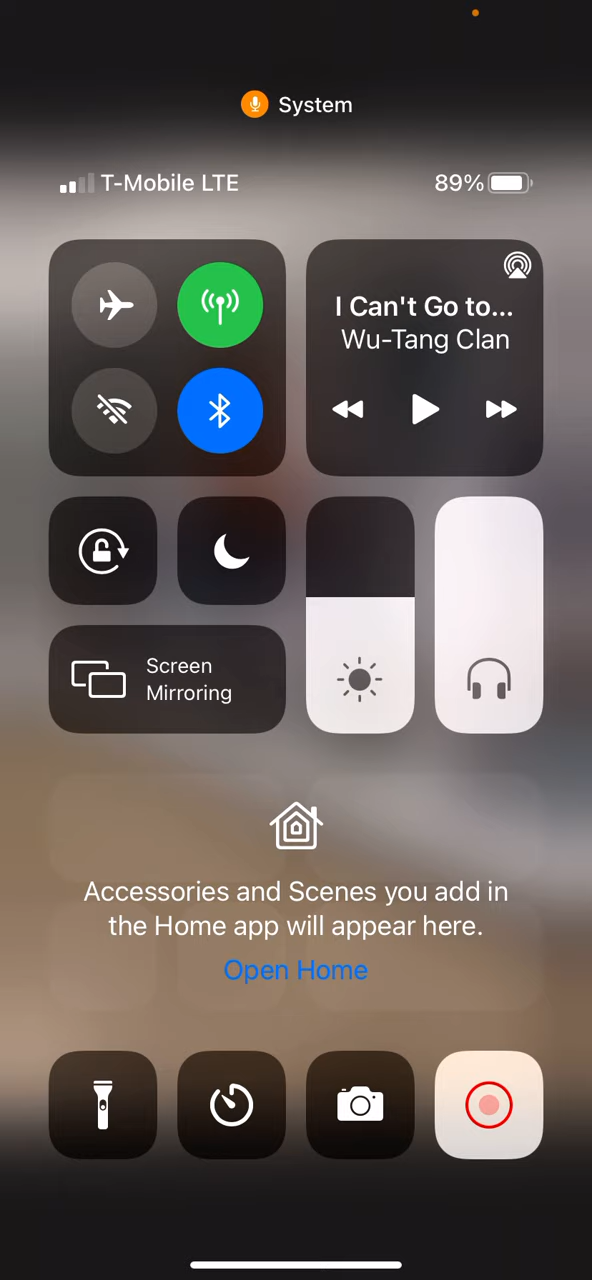 System
T-Mobile LTE
89%
I Can't Go to...
Wu-Tang Clan
Screen
Mirroring
Accessories and Scenes you add in
the Home app will appear here.
Open Home